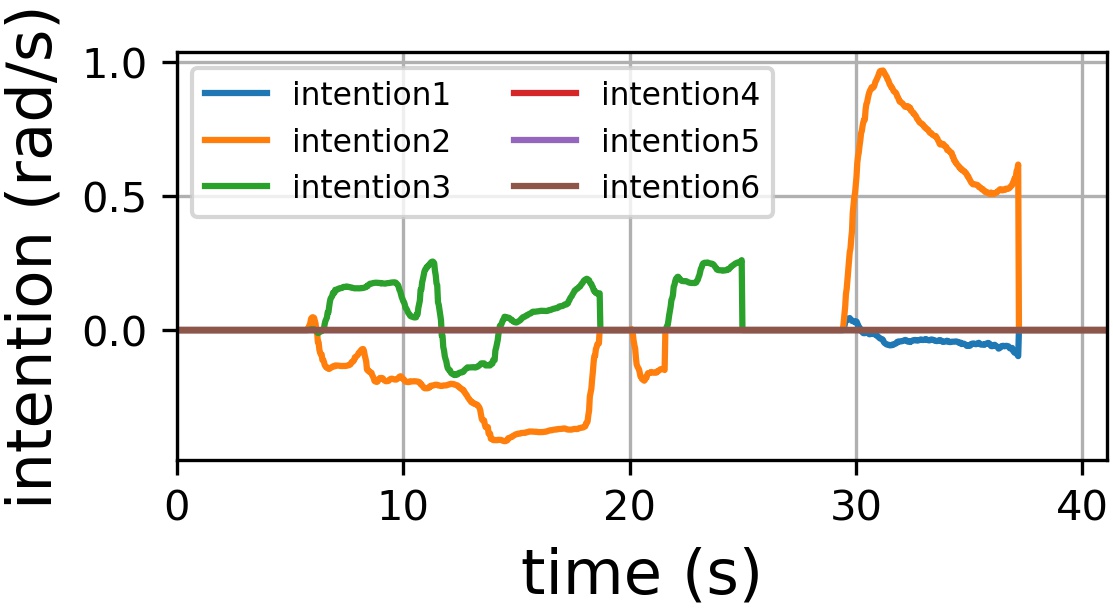 intention (rad/s)
1.0
0.5
0.0
intention1
intention2
intention3
intention4
intention5
intention6
0 10 20 30 40
time (s)